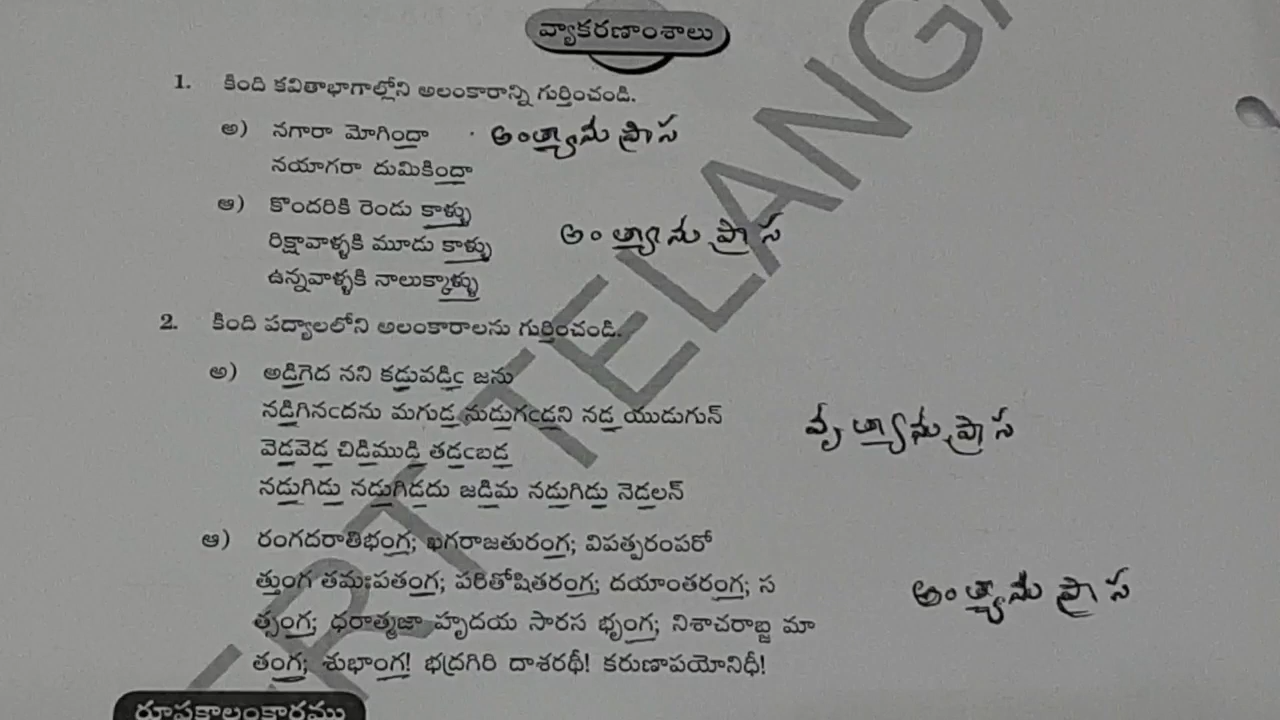 వ్యాకరణాంశాలు
1. కింది కవితాభాగాల్లోని అలంకారాన్ని గుర్తించండి.
అ) నగారా మోగిందా అంత్యానుప్రాస
నయాగరా దుమికిందా
ఆ) కొందరికి రెండు కాళ్ళు
రిక్షావాళ్ళకి మూడు కాళ్ళు అంత్యానుప్రాస
ఉన్నవాళ్ళకి నాలుక్కాళ్ళు
2. కింది పద్యాలలోని అలంకారాలను గుర్తించండి.
అ) అడిగెద నని కడువడిఁ జను
నడిగినఁదను మగుడ నుడుగఁడని నడ యుడుగున్ వృత్యానుప్రాస
వెడవెడ చిడిముడి తడఁబడ
నడుగిడు నడుగిడదు జడిమ నడుగిడు నెడలన్
ఆ) రంగదరాతిభంగ; ఖగరాజతురంగ; విపత్పరంపరో
త్తుంగ తమఃపతంగ; పరితోషితరంగ; దయాంతరంగ; స అంత్యానుప్రాస
త్సంగ; ధరాత్మజా హృదయ సారస భృంగ; నిశాచరాబ్జ మా
తంగ; శుభాంగ! భద్రగిరి దాశరథీ! కరుణాపయోనిధీ!
రూపకాలంకారము
SCERT TELANGANA